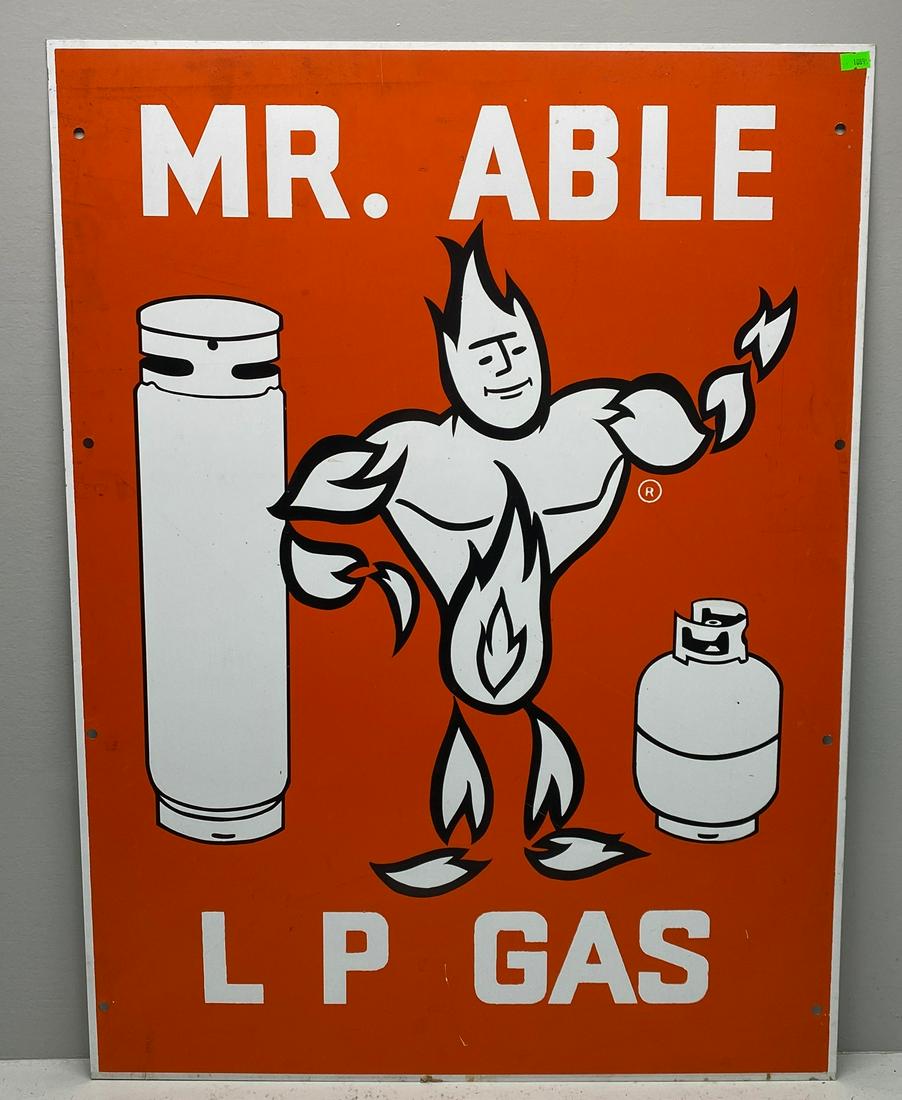 MR. ABLE
®
L P GAS